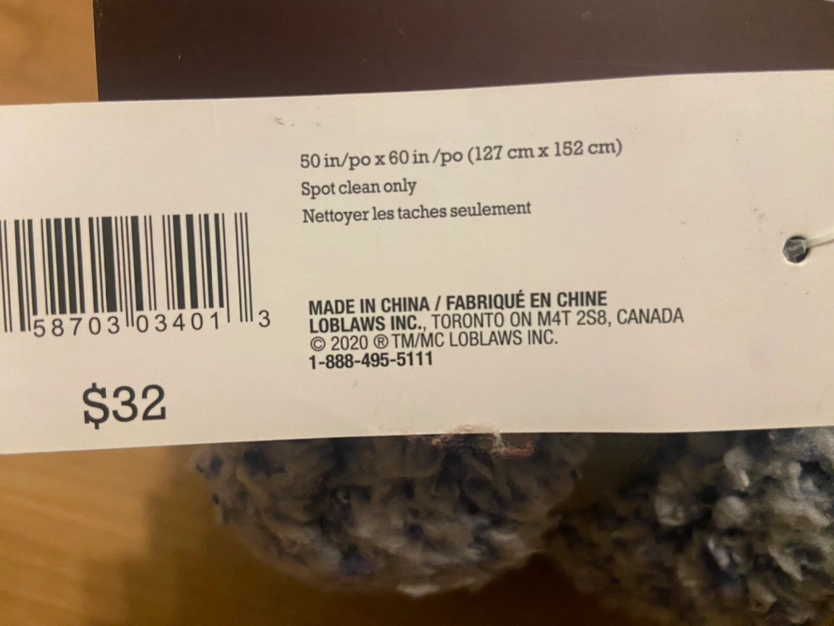 50 in/po x 60 in/po (127 cm x 152 cm)
Spot clean only
Nettoyer les taches seulement
MADE IN CHINA / FABRIQUÉ EN CHINE
LOBLAWS INC., TORONTO ON M4T 2S8, CANADA
© 2020 ® TM/MC LOBLAWS INC.
1-888-495-5111
58703 03401 3
$32